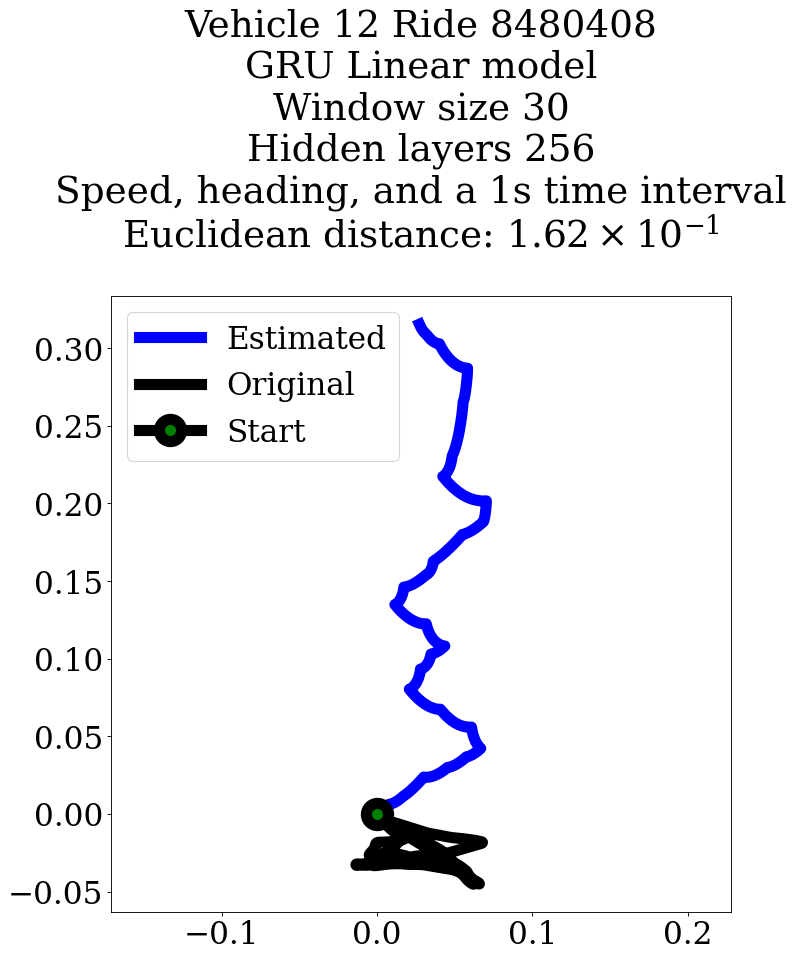 Vehicle 12 Ride 8480408
GRU Linear model
Window size 30
Hidden layers 256
Speed, heading, and a 1s time interval
Euclidean distance: 1.62 × 10⁻¹
Estimated
Original
Start
0.30
0.25
0.20
0.15
0.10
0.05
0.00
−0.05
−0.1
0.0
0.1
0.2